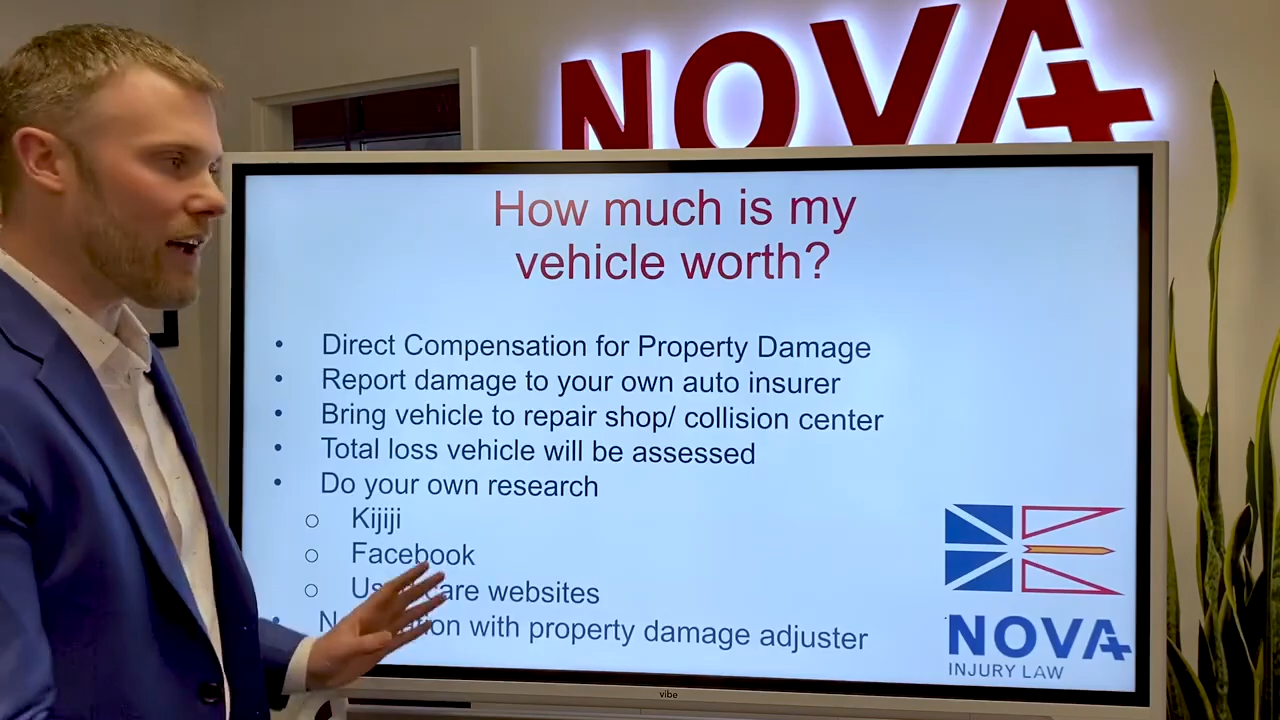 NOVA
How much is my
vehicle worth?
• Direct Compensation for Property Damage
• Report damage to your own auto insurer
• Bring vehicle to repair shop/ collision center
• Total loss vehicle will be assessed
• Do your own research
○ Kijiji
○ Facebook
○ care websites
• with property damage adjuster
NOVA
INJURY LAW
vibe